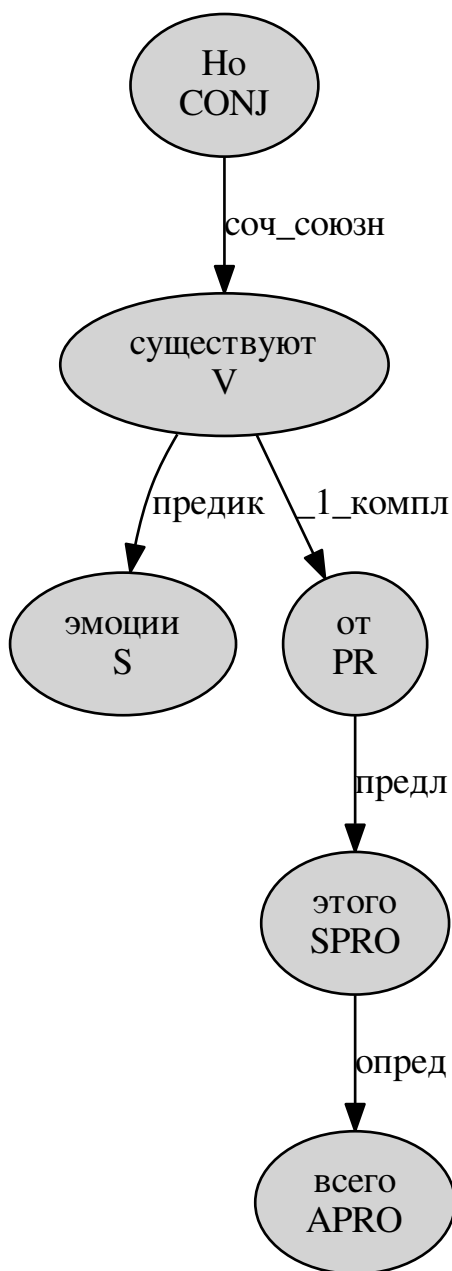 Но
CONJ
соч_союзн
существуют
V
предик
_1_компл
эмоции
S
от
PR
предл
этого
SPRO
опред
всего
APRO